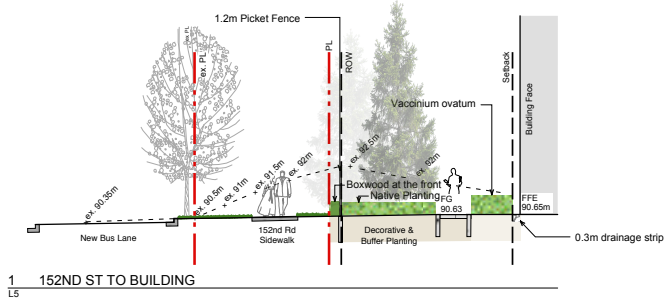 1.2m Picket Fence
ex. PL
ex. PL
PL
ROW
Setback
Building Face
Vaccinium ovatum
ex. 90.35m
ex. 90.5m
ex. 91m
ex. 91.5m
ex. 92m
ex. 92.5m
ex. 92m
Boxwood at the front
Native Planting
FG
90.63
FFE
90.65m
New Bus Lane
152nd Rd
Sidewalk
Decorative &
Buffer Planting
0.3m drainage strip
1 152ND ST TO BUILDING
L5